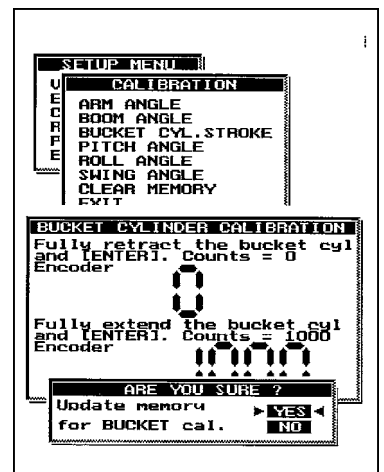 SETUP MENU
V
E
C
R
P
E
CALIBRATION
ARM ANGLE
BOOM ANGLE
BUCKET CYL.STROKE
PITCH ANGLE
ROLL ANGLE
SWING ANGLE
CLEAR MEMORY
EXIT
BUCKET CYLINDER CALIBRATION
Fully retract the bucket cyl
and [ENTER]. Counts = 0
Encoder
0
Fully extend the bucket cyl
and [ENTER]. Counts = 1000
Encoder
1000
ARE YOU SURE ?
Update memory
for BUCKET cal.
YES
NO